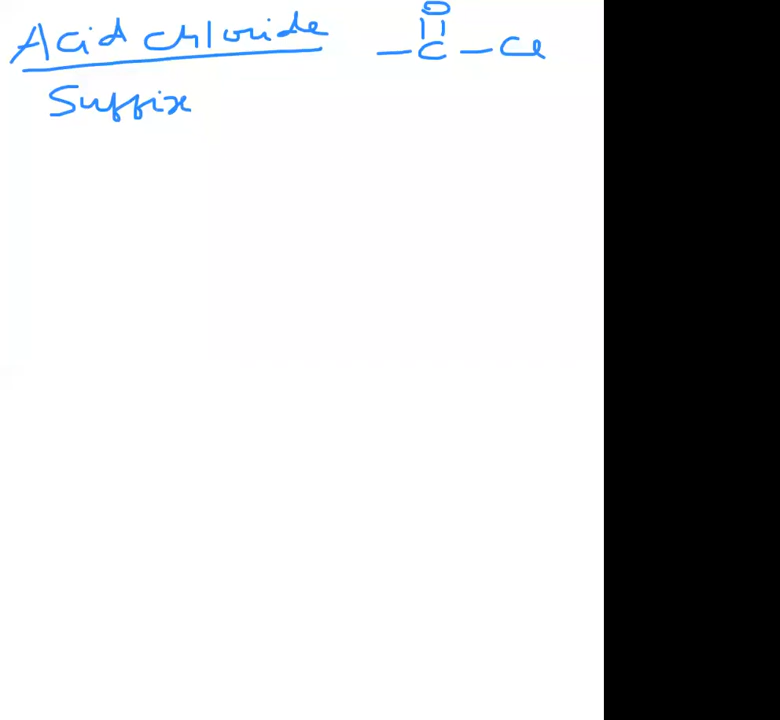 Acid chloride —C—Cl
O
||
Suffix